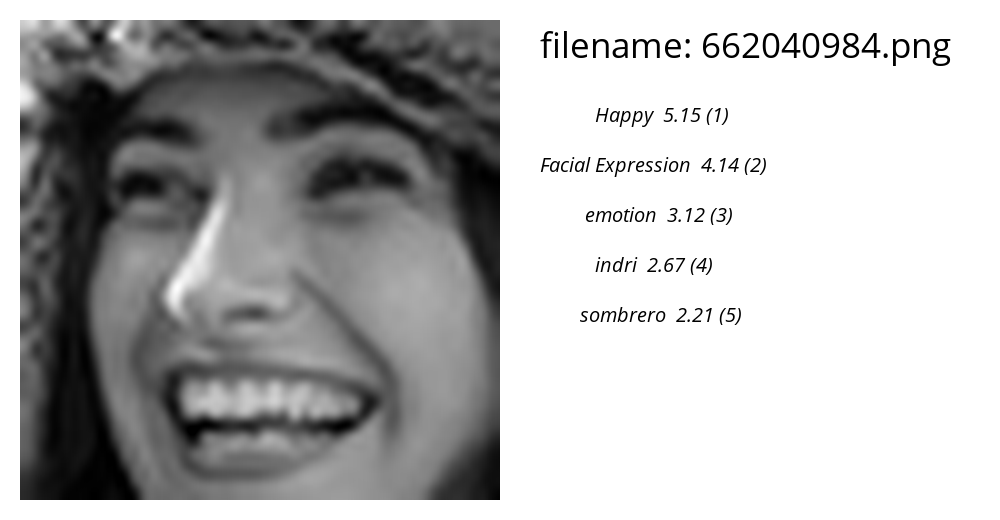 filename: 662040984.png
Happy 5.15 (1)
Facial Expression 4.14 (2)
emotion 3.12 (3)
indri 2.67 (4)
sombrero 2.21 (5)